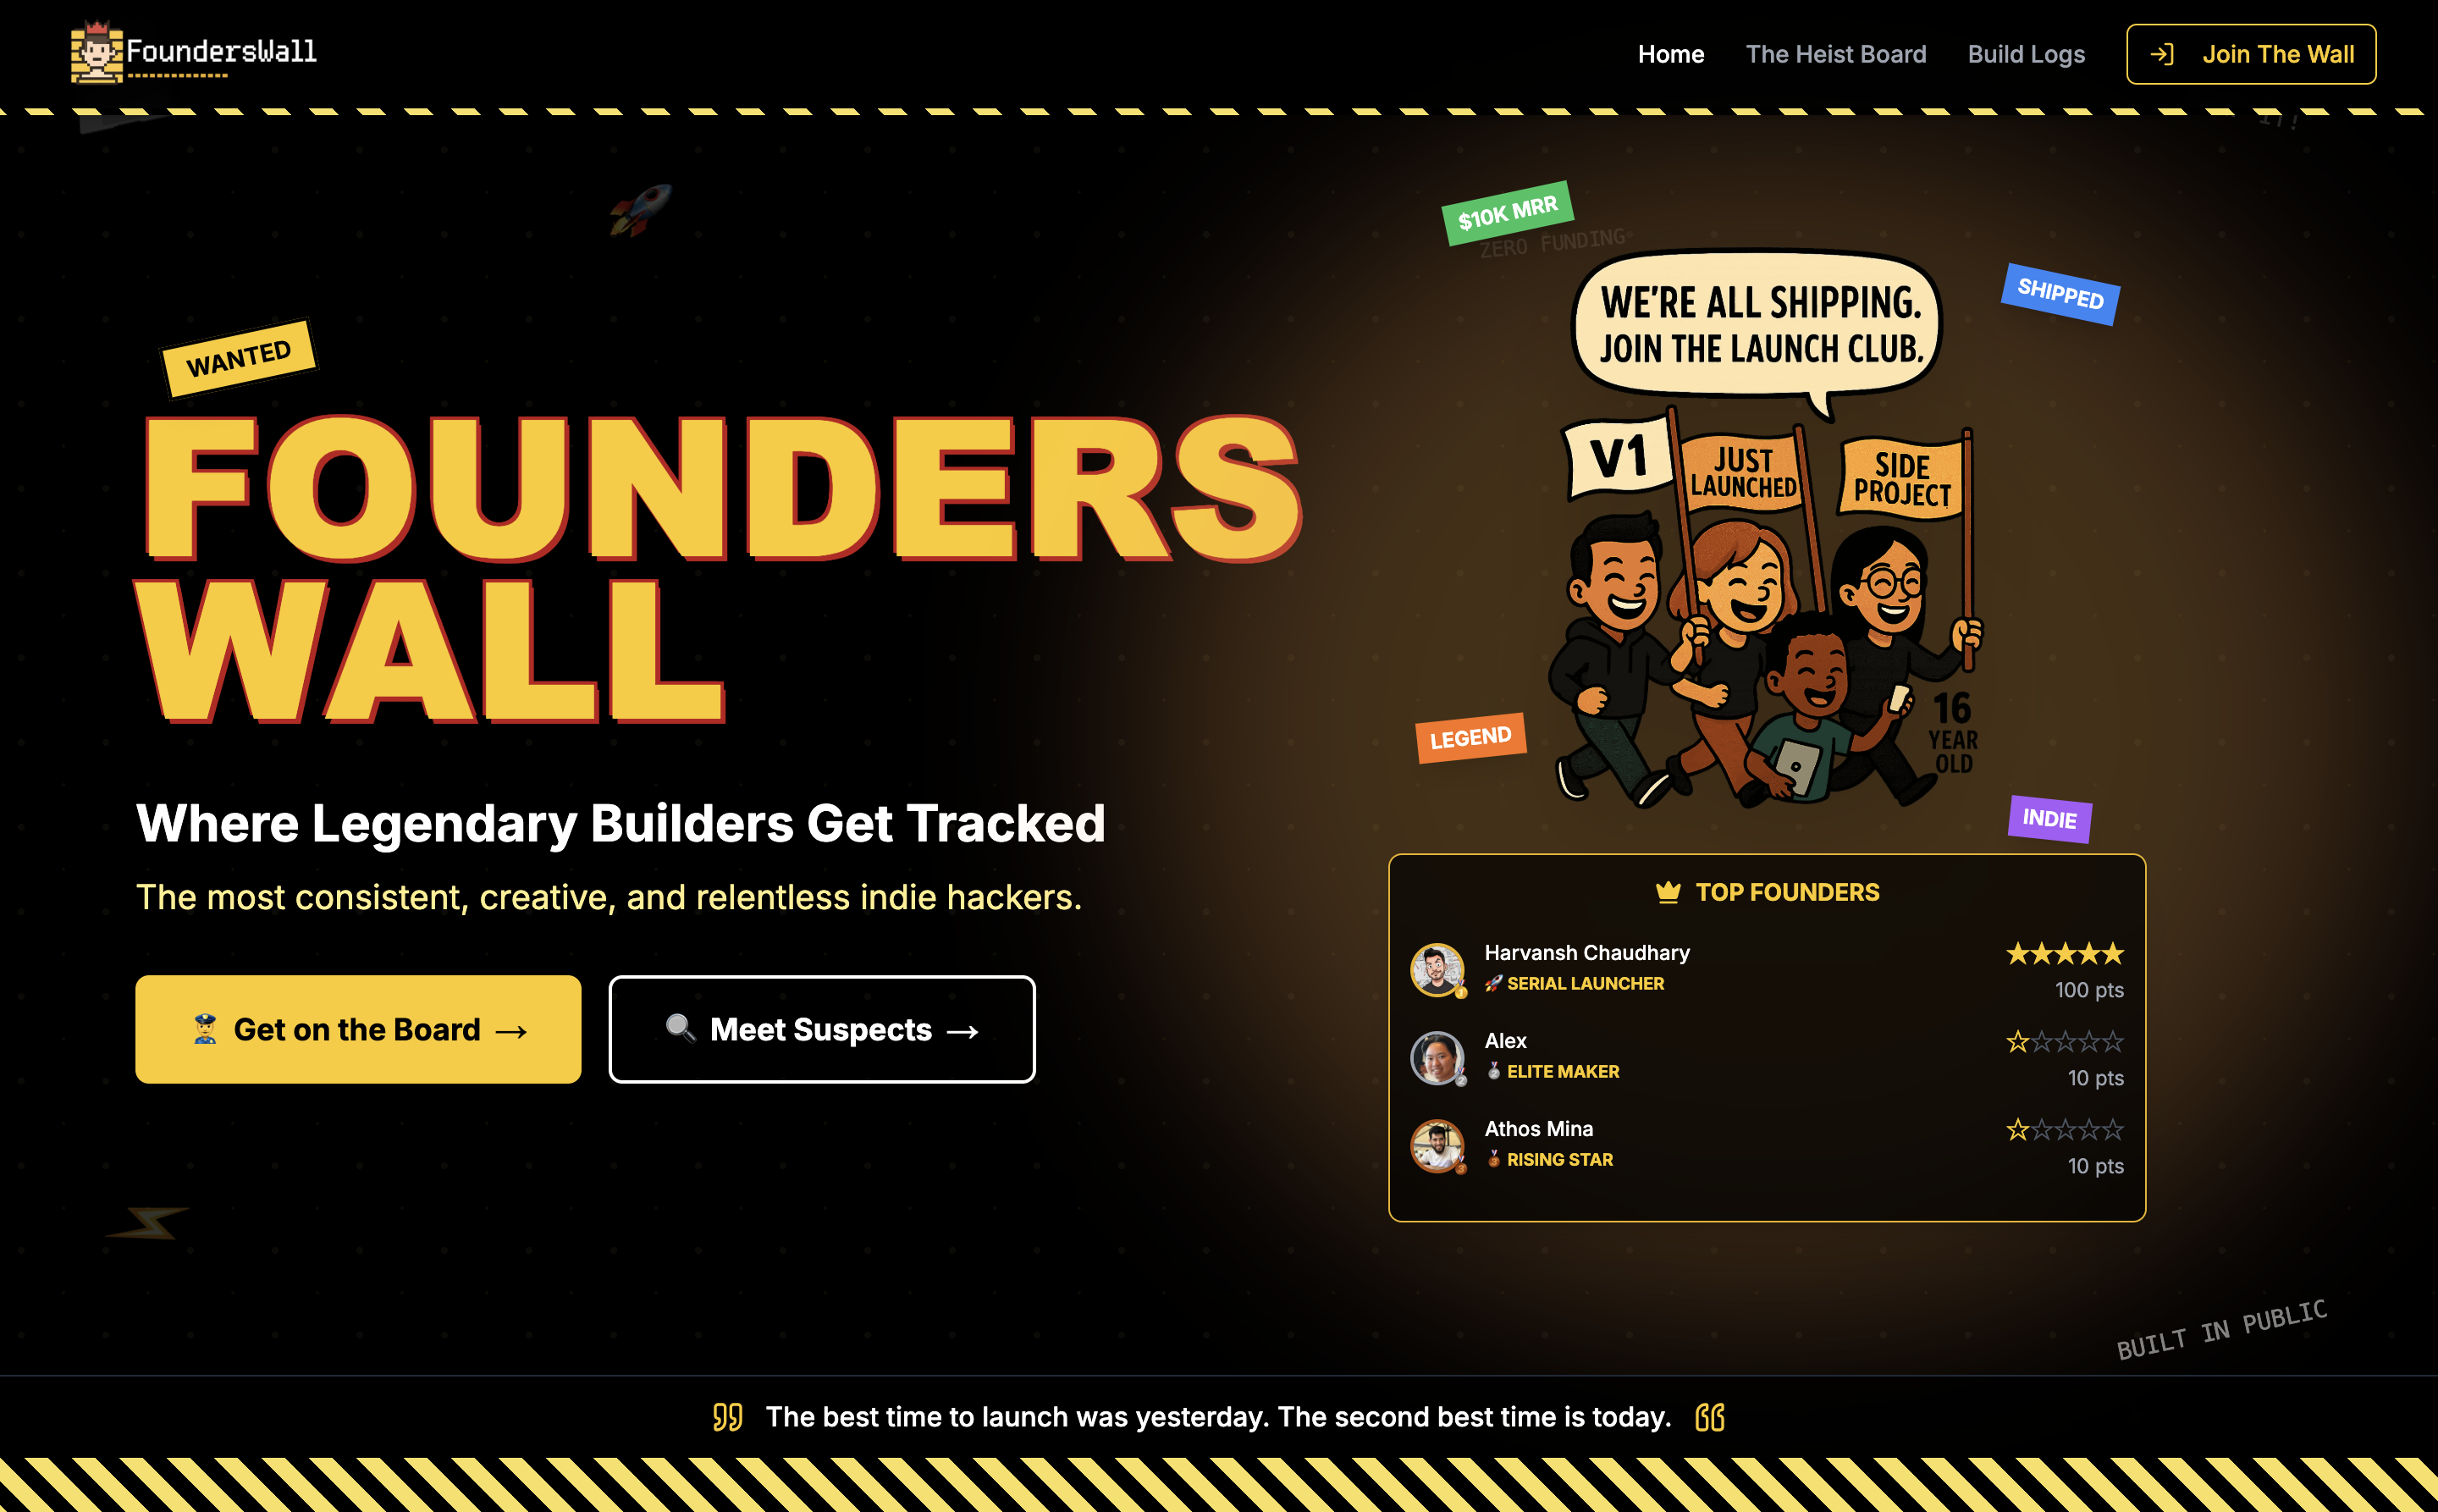 FoundersWall
Home
The Heist Board
Build Logs
Join The Wall
IT!
$10K MRR
ZERO FUNDING
WE'RE ALL SHIPPING.
JOIN THE LAUNCH CLUB.
SHIPPED
WANTED
FOUNDERS
WALL
V1
JUST
LAUNCHED
SIDE
PROJECT
16
YEAR
OLD
LEGEND
INDIE
Where Legendary Builders Get Tracked
The most consistent, creative, and relentless indie hackers.
Get on the Board →
Meet Suspects →
TOP FOUNDERS
Harvansh Chaudhary
SERIAL LAUNCHER
100 pts
Alex
ELITE MAKER
10 pts
Athos Mina
RISING STAR
10 pts
BUILT IN PUBLIC
The best time to launch was yesterday. The second best time is today.